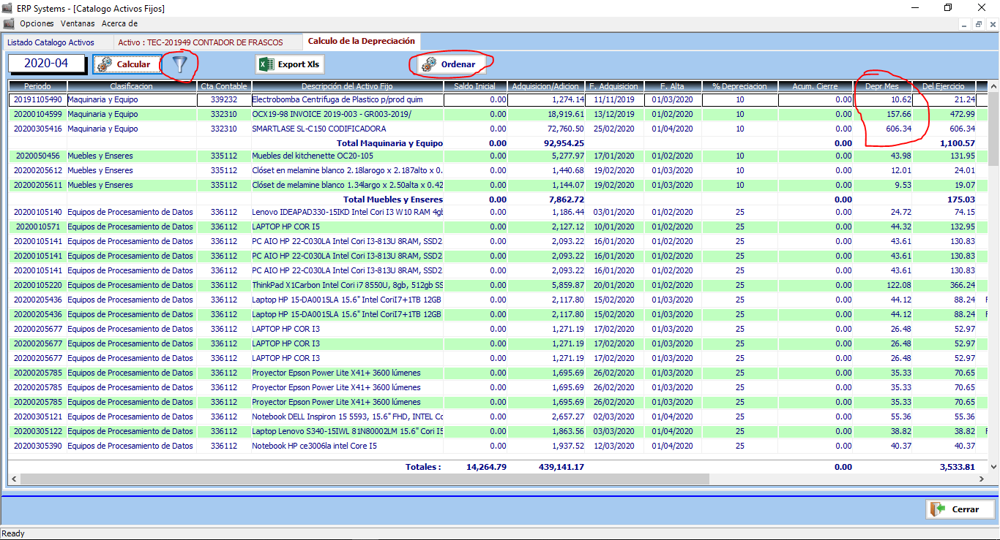 ERP Systems - [Catalogo Activos Fijos]
Opciones Ventanas Acerca de
Listado Catalogo Activos Activo : TEC-201949 CONTADOR DE FRASCOS Calculo de la Depreciación
2020-04 Calcular Export Xls Ordenar
Periodo Clasificacion Cta Contable Descripción del Activo Fijo Saldo Inicial Adquisicion/Adicion F. Adquisicion F. Alta % Depreciacion Acum. Cierre Depr Mes Del Ejercicio
20191105490 Maquinaria y Equipo 339232 Electrobomba Centrifuga de Plastico p/prod quim 0.00 1,274.14 11/11/2019 01/03/2020 10 0.00 10.62 21.24
20200104599 Maquinaria y Equipo 332310 OCX19-98 INVOICE 2019-003 - GR003-2019/ 0.00 18,919.61 13/12/2019 01/02/2020 10 0.00 157.66 472.99
20200305416 Maquinaria y Equipo 332310 SMARTLASE SL-C150 CODIFICADORA 0.00 72,760.50 25/02/2020 01/04/2020 10 0.00 606.34 606.34
Total Maquinaria y Equipo 0.00 92,954.25 0.00 1,100.57
2020050456 Muebles y Enseres 335112 Muebles del kitchenette OC20-105 0.00 5,277.97 17/01/2020 01/02/2020 10 0.00 43.98 131.95
20200205612 Muebles y Enseres 335112 Clóset en melamine blanco 2.18larogo x 2.187alto x 0. 0.00 1,440.68 19/02/2020 01/03/2020 10 0.00 12.01 24.01
20200205611 Muebles y Enseres 335112 Clóset de melamine blanco 1.34largo x 2.50alta x 0.42 0.00 1,144.07 19/02/2020 01/03/2020 10 0.00 9.53 19.07
Total Muebles y Enseres 0.00 7,862.72 0.00 175.03
20200105140 Equipos de Procesamiento de Datos 336112 Lenovo IDEAPAD330-15IKD Intel Cori I3 W10 RAM 4gb 0.00 1,186.44 03/01/2020 01/02/2020 25 0.00 24.72 74.15
2020010571 Equipos de Procesamiento de Datos 336112 LAPTOP HP COR I5 0.00 2,127.12 10/01/2020 01/02/2020 25 0.00 44.32 132.95
20200105141 Equipos de Procesamiento de Datos 336112 PC AIO HP 22-C030LA Intel Cori I3-813U 8RAM, SSD2 0.00 2,093.22 16/01/2020 01/02/2020 25 0.00 43.61 130.83
20200105141 Equipos de Procesamiento de Datos 336112 PC AIO HP 22-C030LA Intel Cori I3-813U 8RAM, SSD2 0.00 2,093.22 16/01/2020 01/02/2020 25 0.00 43.61 130.83
20200105141 Equipos de Procesamiento de Datos 336112 PC AIO HP 22-C030LA Intel Cori I3-813U 8RAM, SSD2 0.00 2,093.22 16/01/2020 01/02/2020 25 0.00 43.61 130.83
20200105220 Equipos de Procesamiento de Datos 336112 ThinkPad X1Carbon Intel Cori i7 8550U, 8gb, 512gb SS 0.00 5,859.87 20/01/2020 01/02/2020 25 0.00 122.08 366.24
20200205436 Equipos de Procesamiento de Datos 336112 Laptop HP 15-DA0015LA 15.6" Intel CoriI7+1TB 12GB 0.00 2,117.80 15/02/2020 01/03/2020 25 0.00 44.12 88.24
20200205436 Equipos de Procesamiento de Datos 336112 Laptop HP 15-DA0015LA 15.6" Intel CoriI7+1TB 12GB 0.00 2,117.80 15/02/2020 01/03/2020 25 0.00 44.12 88.24
20200205677 Equipos de Procesamiento de Datos 336112 LAPTOP HP COR I3 0.00 1,271.19 17/02/2020 01/03/2020 25 0.00 26.48 52.97
20200205677 Equipos de Procesamiento de Datos 336112 LAPTOP HP COR I3 0.00 1,271.19 17/02/2020 01/03/2020 25 0.00 26.48 52.97
20200205677 Equipos de Procesamiento de Datos 336112 LAPTOP HP COR I3 0.00 1,271.19 17/02/2020 01/03/2020 25 0.00 26.48 52.97
20200205785 Equipos de Procesamiento de Datos 336112 Proyector Epson Power Lite X41+ 3600 lúmenes 0.00 1,695.69 26/02/2020 01/03/2020 25 0.00 35.33 70.65
20200205785 Equipos de Procesamiento de Datos 336112 Proyector Epson Power Lite X41+ 3600 lúmenes 0.00 1,695.69 26/02/2020 01/03/2020 25 0.00 35.33 70.65
20200205785 Equipos de Procesamiento de Datos 336112 Proyector Epson Power Lite X41+ 3600 lúmenes 0.00 1,695.69 26/02/2020 01/03/2020 25 0.00 35.33 70.65
20200305121 Equipos de Procesamiento de Datos 336112 Notebook DELL Inspiron 15 5593, 15.6" FHD, INTEL Co 0.00 2,657.27 02/03/2020 01/04/2020 25 0.00 55.36 55.36
20200305122 Equipos de Procesamiento de Datos 336112 Laptop Lenovo S340-15IWL 81N80002LM 15.6" Cori I5 0.00 1,863.56 03/03/2020 01/04/2020 25 0.00 38.82 38.82
20200305390 Equipos de Procesamiento de Datos 336112 Notebook HP ce3006la intel Core I5 0.00 1,937.52 12/03/2020 01/04/2020 25 0.00 40.37 40.37
Totales : 14,264.79 439,141.17 0.00 3,533.81
Cerrar
Ready